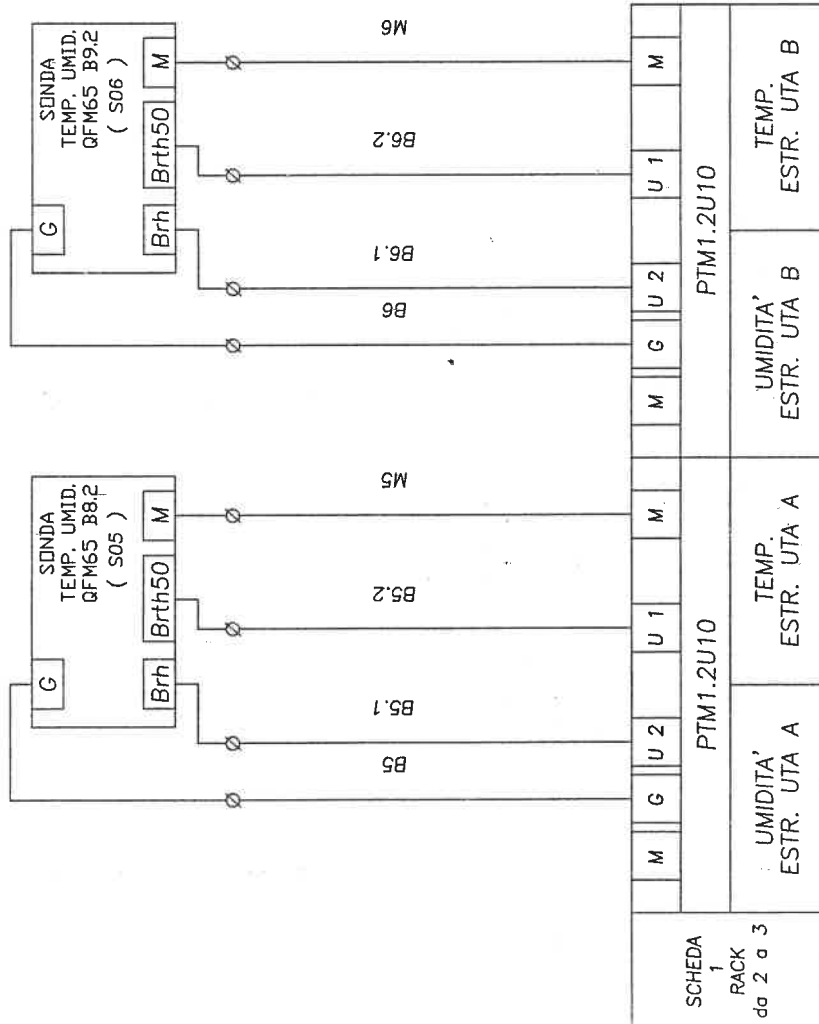 SONDA
TEMP. UMID.
QFM65 B8.2
( S05 )
G
Brh
Brth50
M
SONDA
TEMP. UMID.
QFM65 B9.2
( S06 )
G
Brh
Brth50
M
B5
B5.1
B5.2
M5
B6
B6.1
B6.2
M6
M
G
U 2
U 1
M
M
G
U 2
U 1
M
PTM1.2U10
PTM1.2U10
SCHEDA
1
RACK
da 2 a 3
UMIDITA'
ESTR. UTA A
TEMP.
ESTR. UTA A
UMIDITA'
ESTR. UTA B
TEMP.
ESTR. UTA B